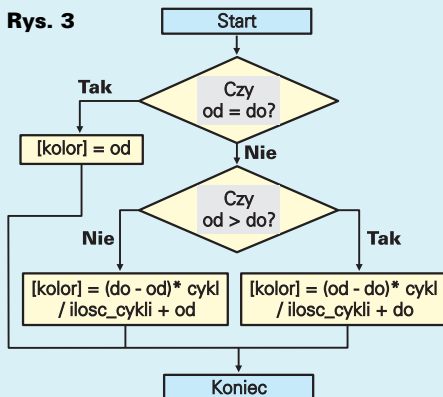 Rys. 3
Start
Czy
od = do?
Tak
[kolor] = od
Nie
Czy
od > do?
Nie
Tak
[kolor] = (do - od)* cykl
/ ilosc_cykli + od
[kolor] = (od - do)* cykl
/ ilosc_cykli + do
Koniec